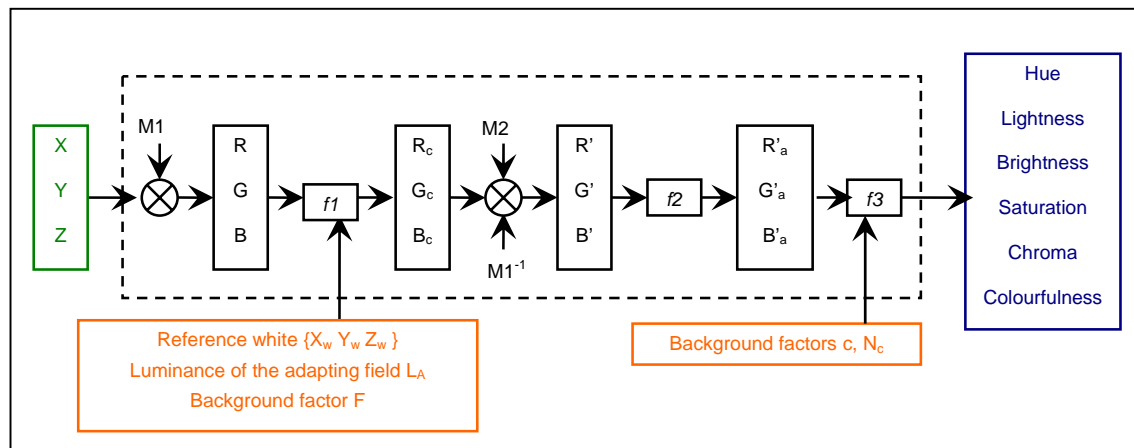 X
Y
Z
M1
R
G
B
f1
Rc
Gc
Bc
M2
M1-1
R'
G'
B'
f2
R'a
G'a
B'a
f3
Hue
Lightness
Brightness
Saturation
Chroma
Colourfulness
Reference white {Xw Yw Zw }
Luminance of the adapting field LA
Background factor F
Background factors c, Nc